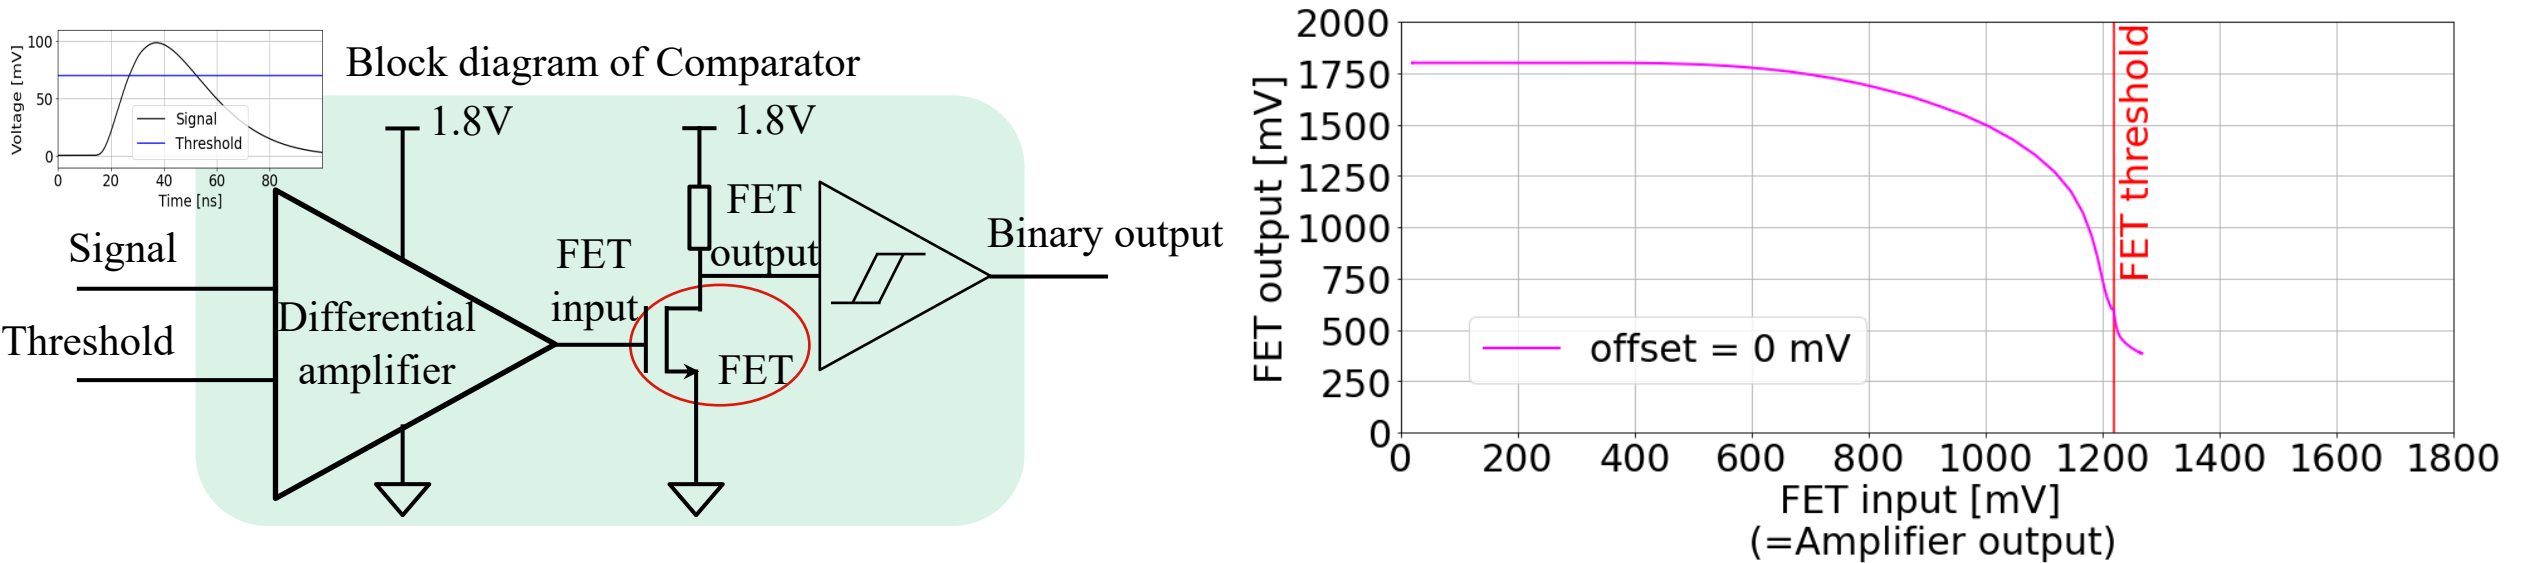 100
50
0
Voltage [mV]
Signal
Threshold
0 20 40 60 80
Time [ns]
Block diagram of Comparator
1.8V
1.8V
Signal
Threshold
Differential
amplifier
FET
input
FET
output
FET
Binary output
2000
1750
1500
1250
1000
750
500
250
0
FET output [mV]
FET threshold
offset = 0 mV
0 200 400 600 800 1000 1200 1400 1600 1800
FET input [mV]
(=Amplifier output)